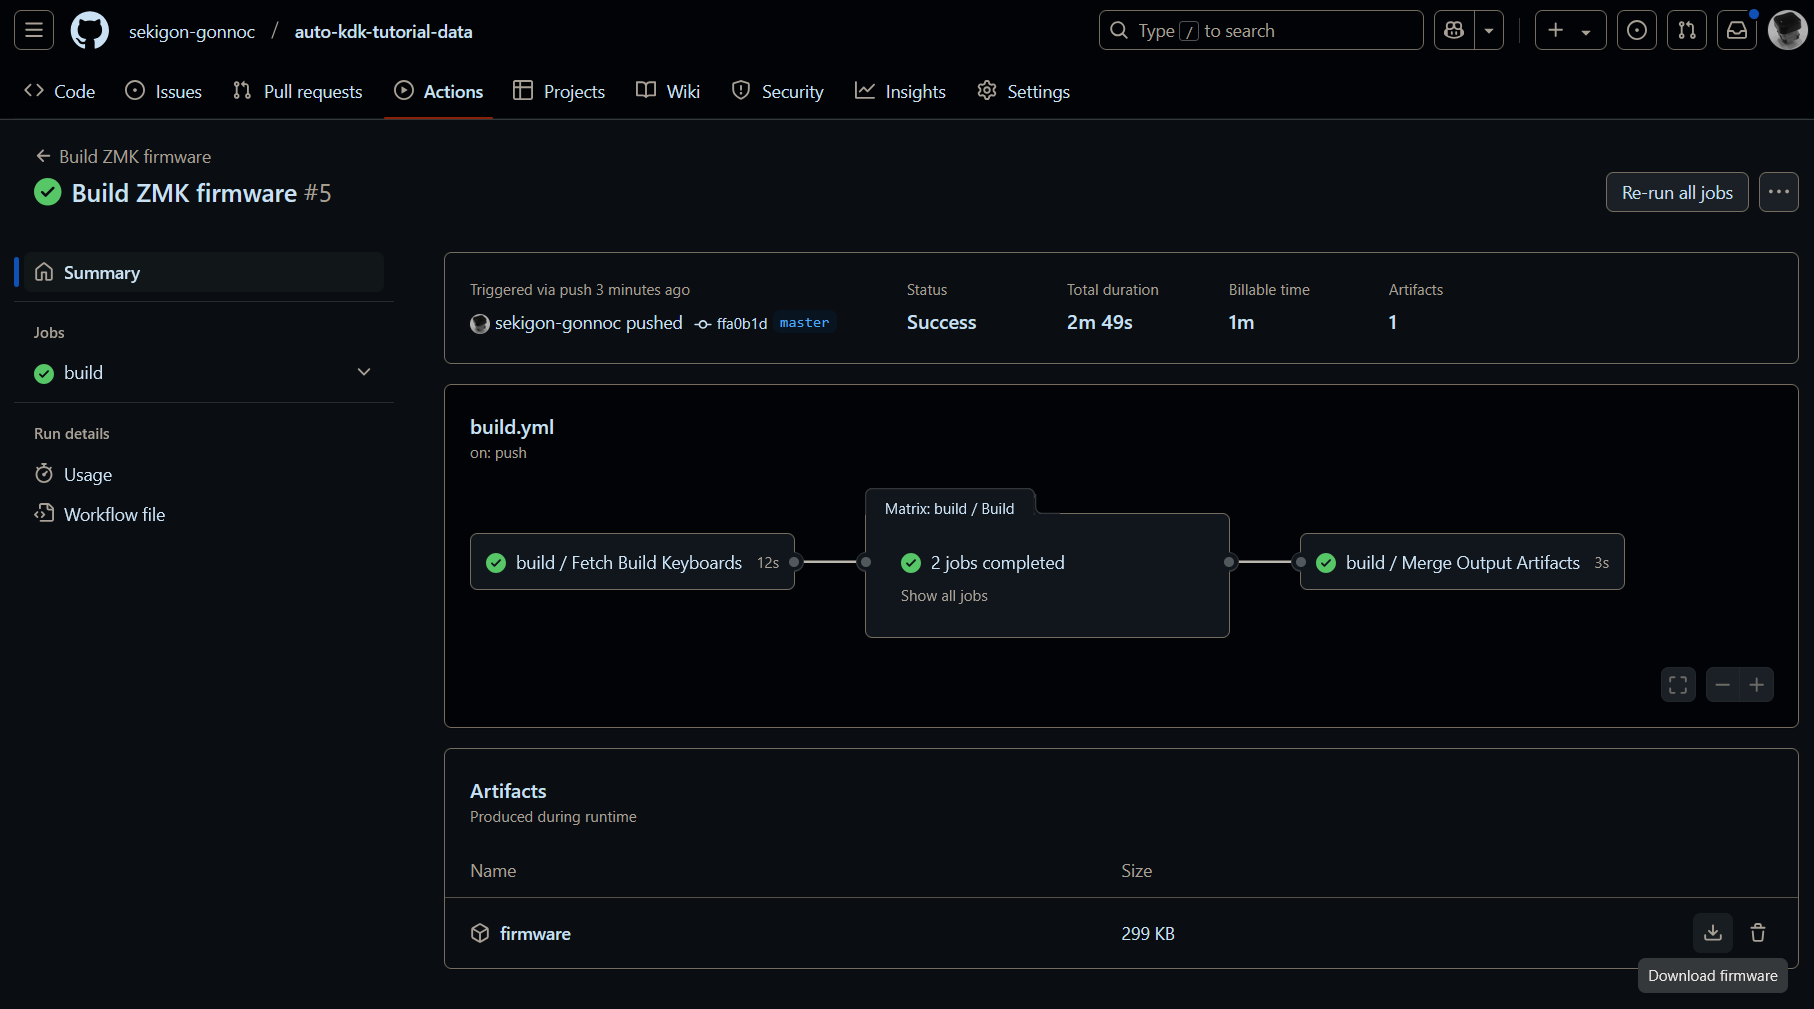 sekigon-gonnoc / auto-kdk-tutorial-data
Type / to search
Code Issues Pull requests Actions Projects Wiki Security Insights Settings
Build ZMK firmware
Build ZMK firmware #5
Re-run all jobs
Summary
Jobs
build
Run details
Usage
Workflow file
Triggered via push 3 minutes ago
sekigon-gonnoc pushed ffa0b1d master
Status
Success
Total duration
2m 49s
Billable time
1m
Artifacts
1
build.yml
on: push
build / Fetch Build Keyboards 12s
Matrix: build / Build
2 jobs completed
Show all jobs
build / Merge Output Artifacts 3s
Artifacts
Produced during runtime
Name Size
firmware 299 KB
Download firmware